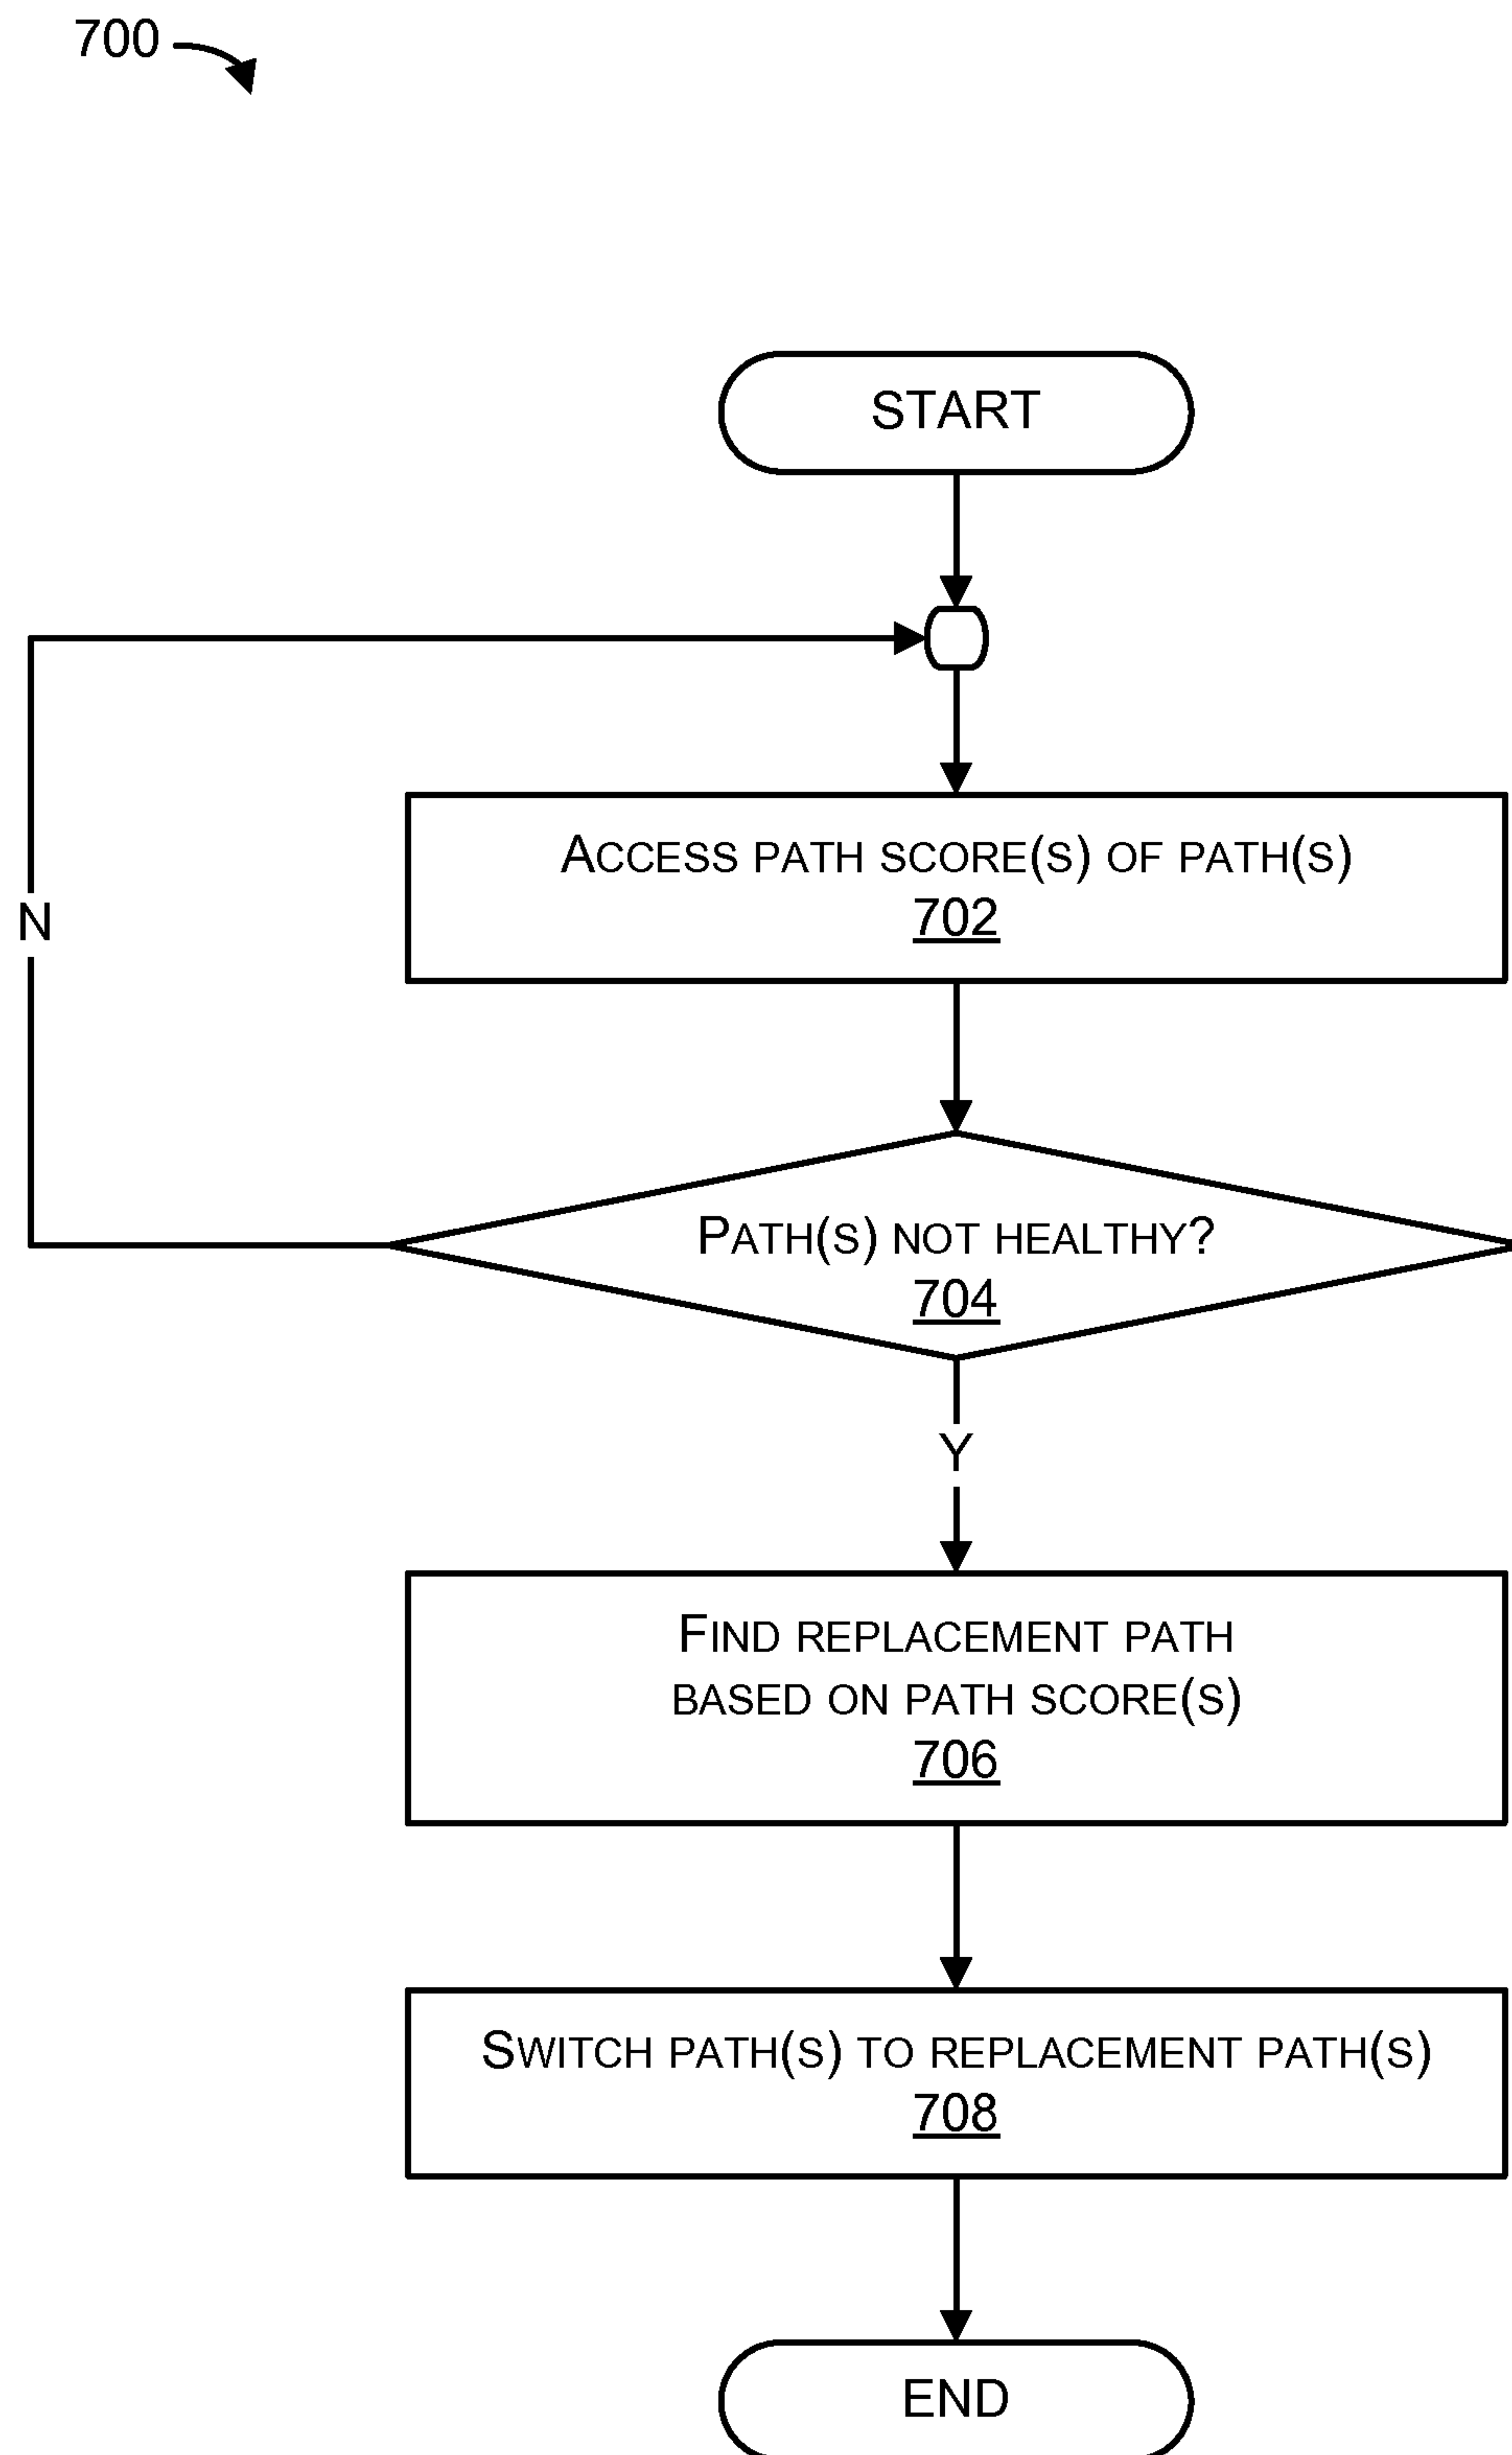 700
START
ACCESS PATH SCORE(S) OF PATH(S)
702
N
PATH(S) NOT HEALTHY?
704
Y
FIND REPLACEMENT PATH
BASED ON PATH SCORE(S)
706
SWITCH PATH(S) TO REPLACEMENT PATH(S)
708
END